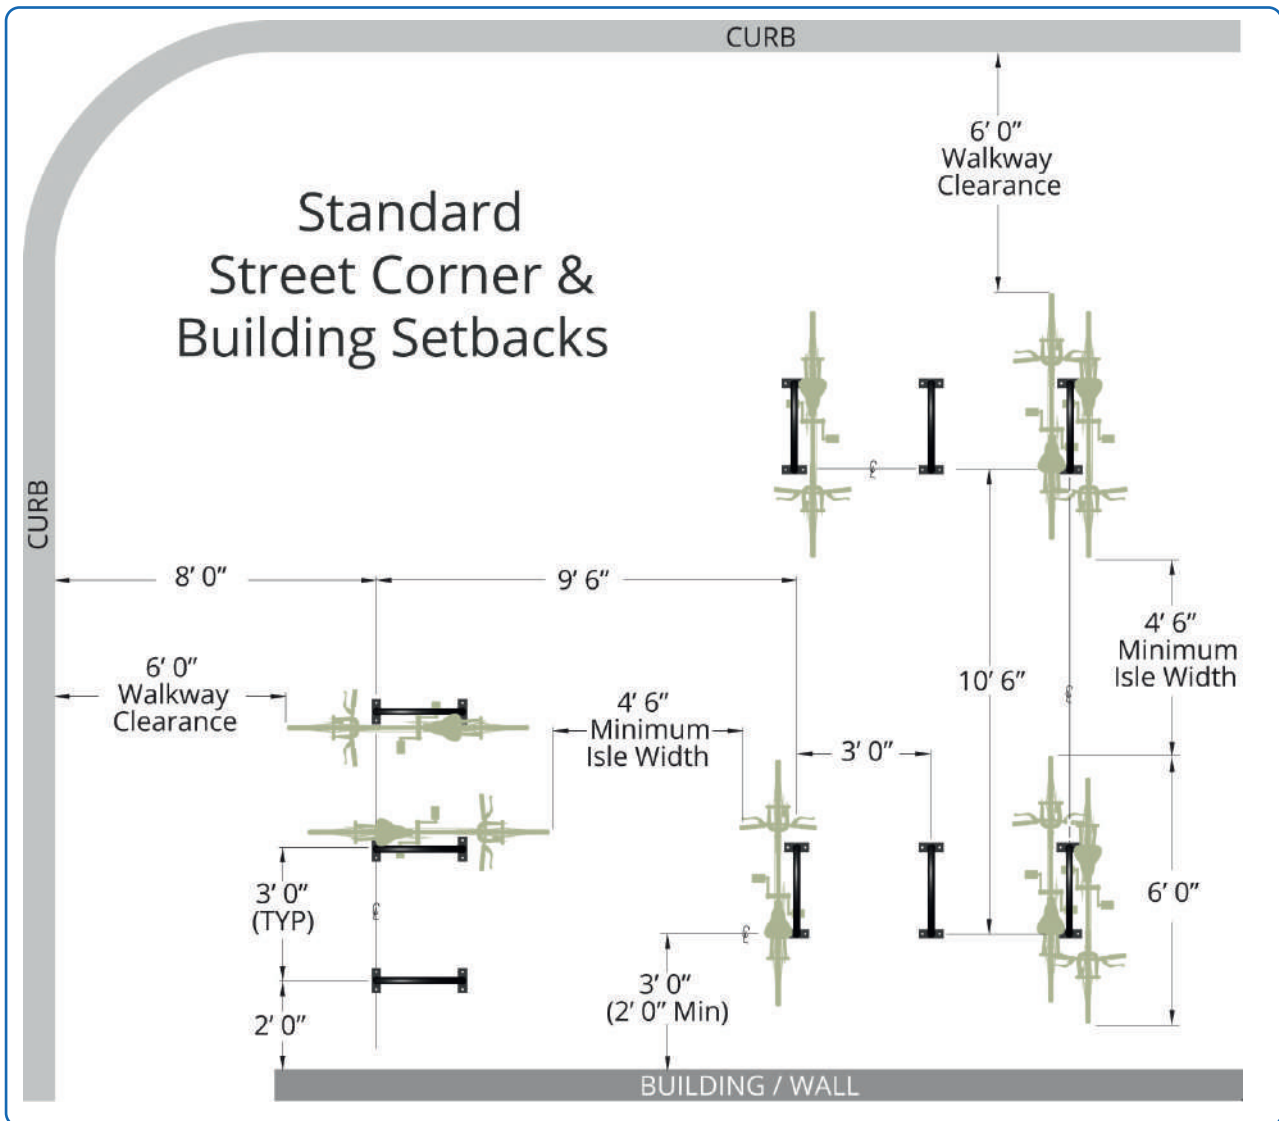 CURB
6’ 0”
Walkway
Clearance
Standard
Street Corner &
Building Setbacks
CURB
8’ 0”
9’ 6”
4’ 6”
Minimum
Isle Width
6’ 0”
Walkway
Clearance
4’ 6”
Minimum
Isle Width
10’ 6”
3’ 0”
3’ 0”
(TYP)
6’ 0”
3’ 0”
(2’ 0” Min)
2’ 0”
BUILDING / WALL